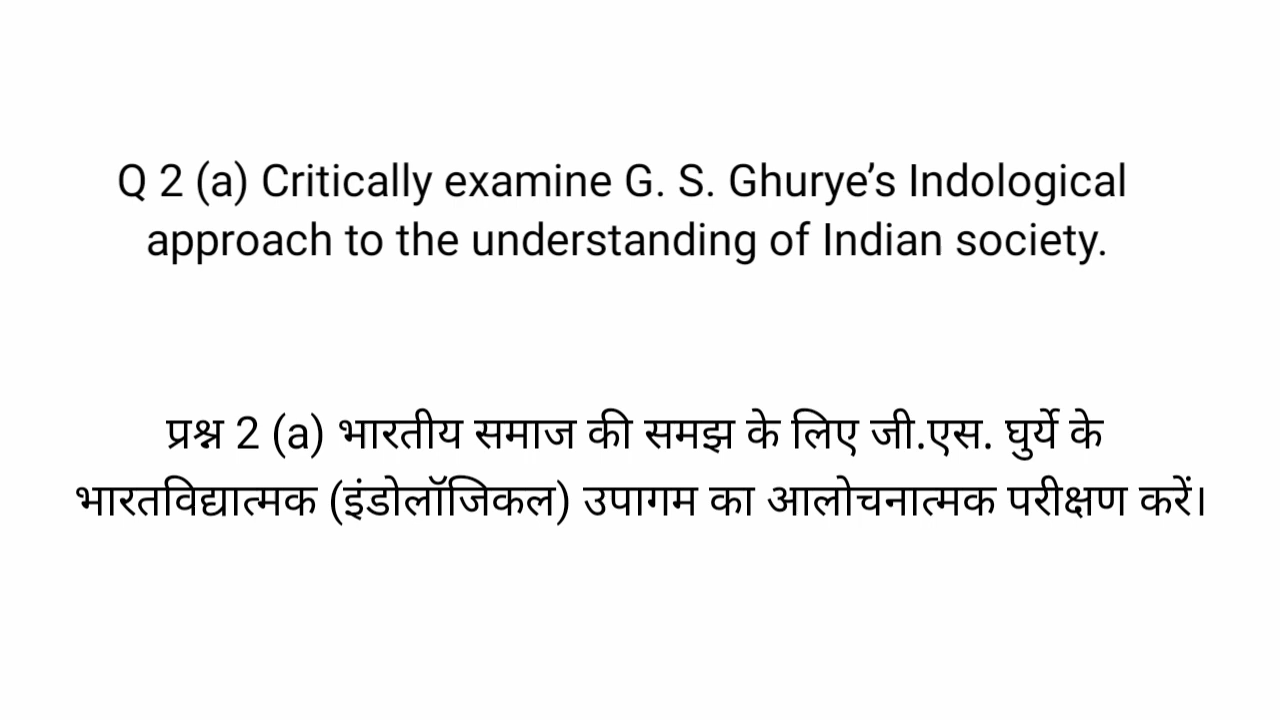 Q 2 (a) Critically examine G. S. Ghurye’s Indological
approach to the understanding of Indian society.
प्रश्न 2 (a) भारतीय समाज की समझ के लिए जी.एस. घुर्ये के
भारतविद्यात्मक (इंडोलॉजिकल) उपागम का आलोचनात्मक परीक्षण करें।